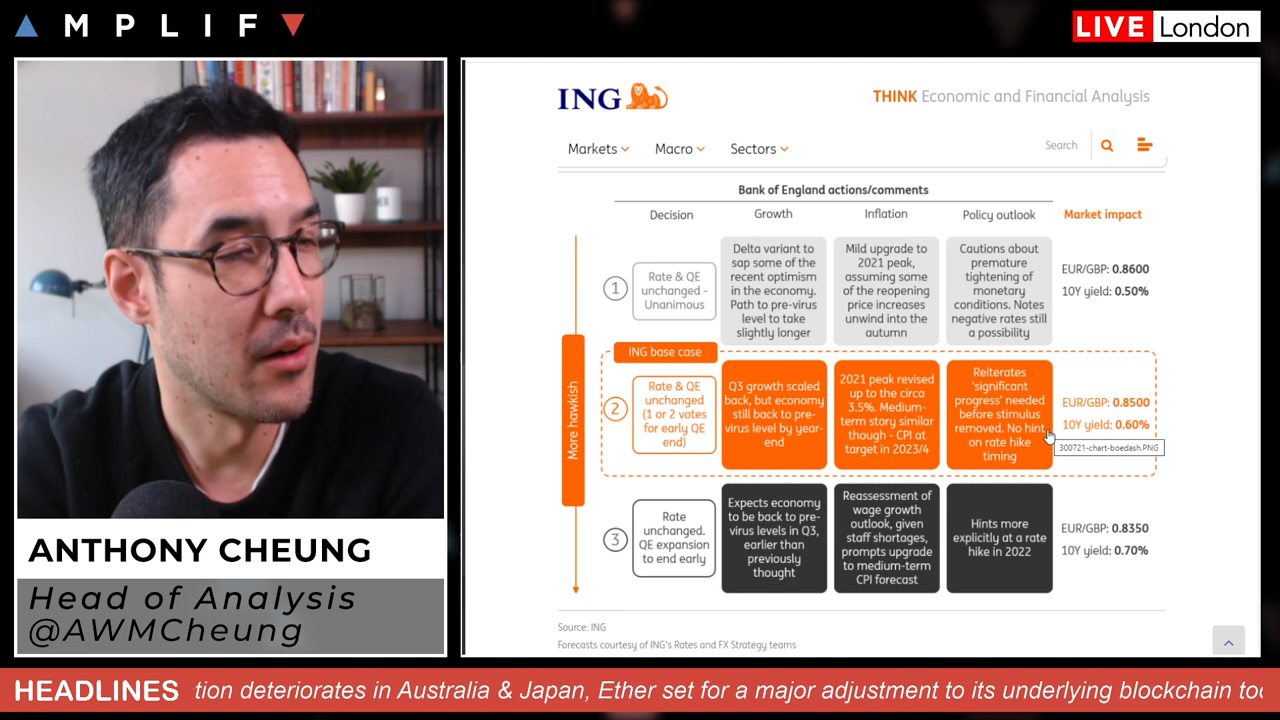 AMPLIFY
LIVE London
ING
THINK Economic and Financial Analysis
Markets
Macro
Sectors
Search
Bank of England actions/comments
Decision
Growth
Inflation
Policy outlook
Market impact
More hawkish
1
Rate & QE
unchanged -
Unanimous
Delta variant to
sap some of the
recent optimism
in the economy.
Path to pre-virus
level to take
slightly longer
Mild upgrade to
2021 peak,
assuming some
of the reopening
price increases
unwind into the
autumn
Cautions about
premature
tightening of
monetary
conditions. Notes
negative rates still
a possibility
EUR/GBP: 0.8600
10Y yield: 0.50%
ING base case
2
Rate & QE
unchanged
(1 or 2 votes
for early QE
end)
Q3 growth scaled
back, but economy
still back to pre-
virus level by year-
end
2021 peak revised
up to the circa
3.5%. Medium-
term story similar
though - CPI at
target in 2023/4
Reiterates
'significant
progress' needed
before stimulus
removed. No hint
on rate hike
timing
EUR/GBP: 0.8500
10Y yield: 0.60%
300721-chart-boedash.PNG
3
Rate
unchanged.
QE expansion
to end early
Expects economy
to be back to pre-
virus levels in Q3,
earlier than
previously
thought
Reassessment of
wage growth
outlook, given
staff shortages,
prompts upgrade
to medium-term
CPI forecast
Hints more
explicitly at a rate
hike in 2022
EUR/GBP: 0.8350
10Y yield: 0.70%
Source: ING
Forecasts courtesy of ING's Rates and FX Strategy teams
ANTHONY CHEUNG
Head of Analysis
@AWMCheung
HEADLINES tion deteriorates in Australia & Japan, Ether set for a major adjustment to its underlying blockchain too